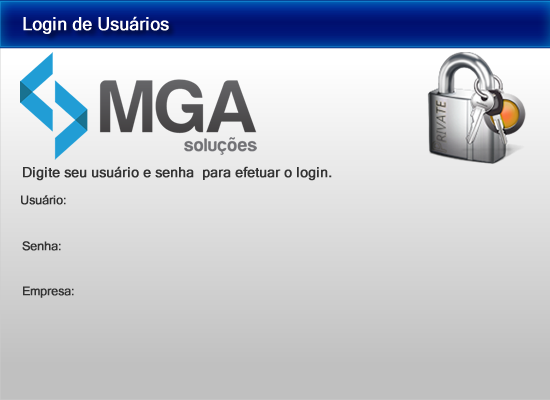 Login de Usuários
MGA
soluções
PRIVATE
Digite seu usuário e senha  para efetuar o login.
Usuário:
Senha:
Empresa: